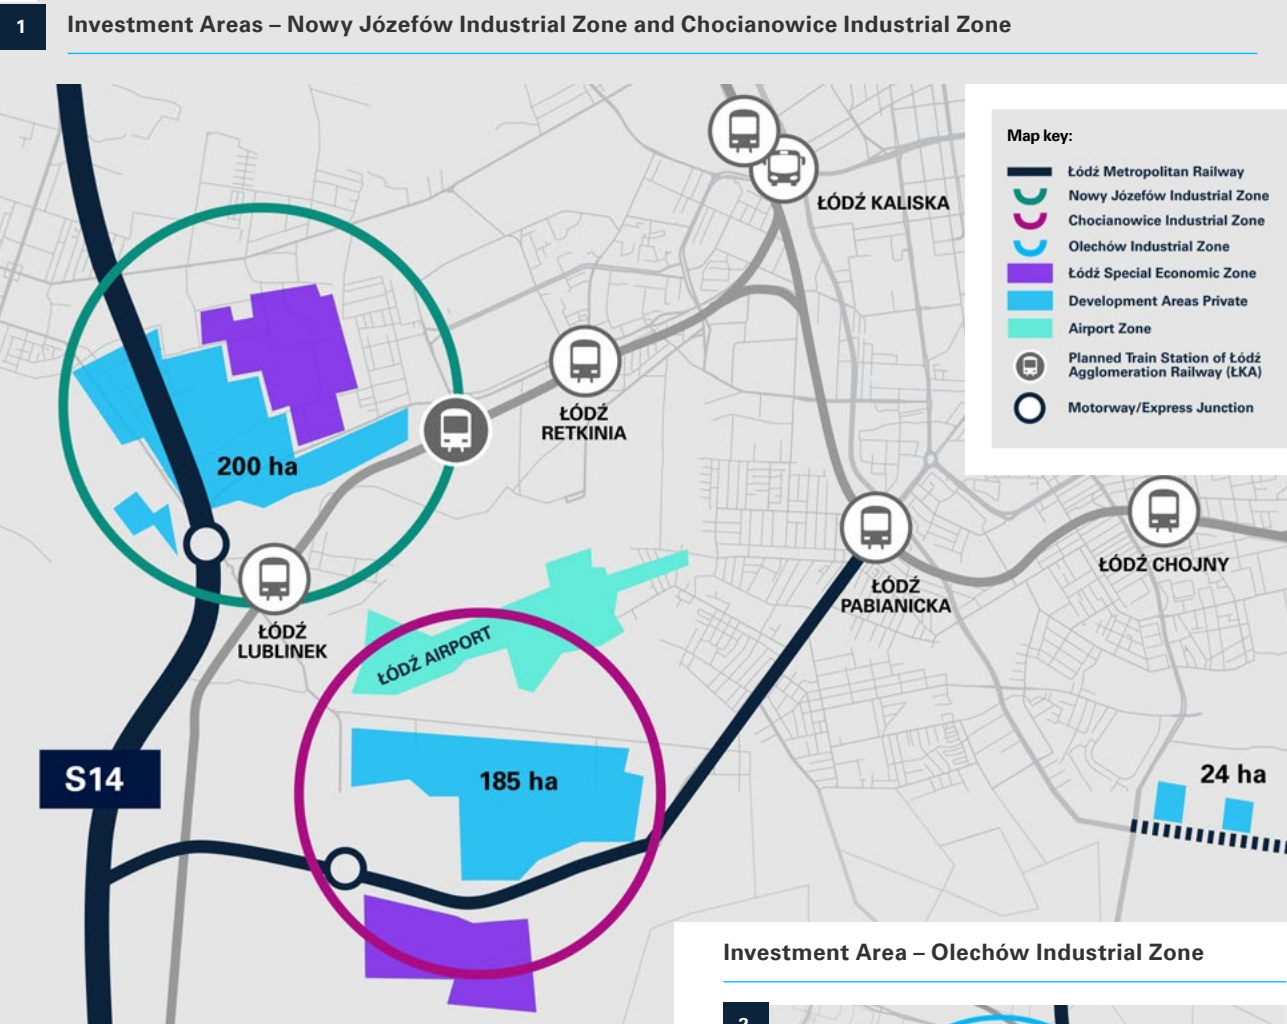 1
Investment Areas – Nowy Józefów Industrial Zone and Chocianowice Industrial Zone
Map key:
Łódź Metropolitan Railway
Nowy Józefów Industrial Zone
Chocianowice Industrial Zone
Olechów Industrial Zone
Łódź Special Economic Zone
Development Areas Private
Airport Zone
Planned Train Station of Łódź
Agglomeration Railway (ŁKA)
Motorway/Express Junction
ŁÓDŹ KALISKA
ŁÓDŹ
RETKINIA
200 ha
ŁÓDŹ CHOJNY
ŁÓDŹ
PABIANICKA
ŁÓDŹ
LUBLINEK
ŁÓDŹ AIRPORT
S14
185 ha
24 ha
Investment Area – Olechów Industrial Zone
2